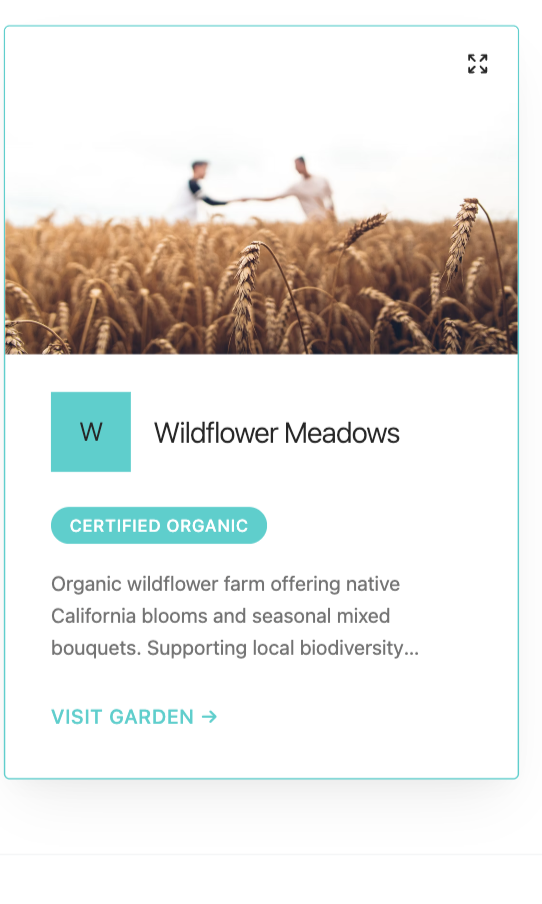 W
Wildflower Meadows
CERTIFIED ORGANIC
Organic wildflower farm offering native
California blooms and seasonal mixed
bouquets. Supporting local biodiversity...
VISIT GARDEN →